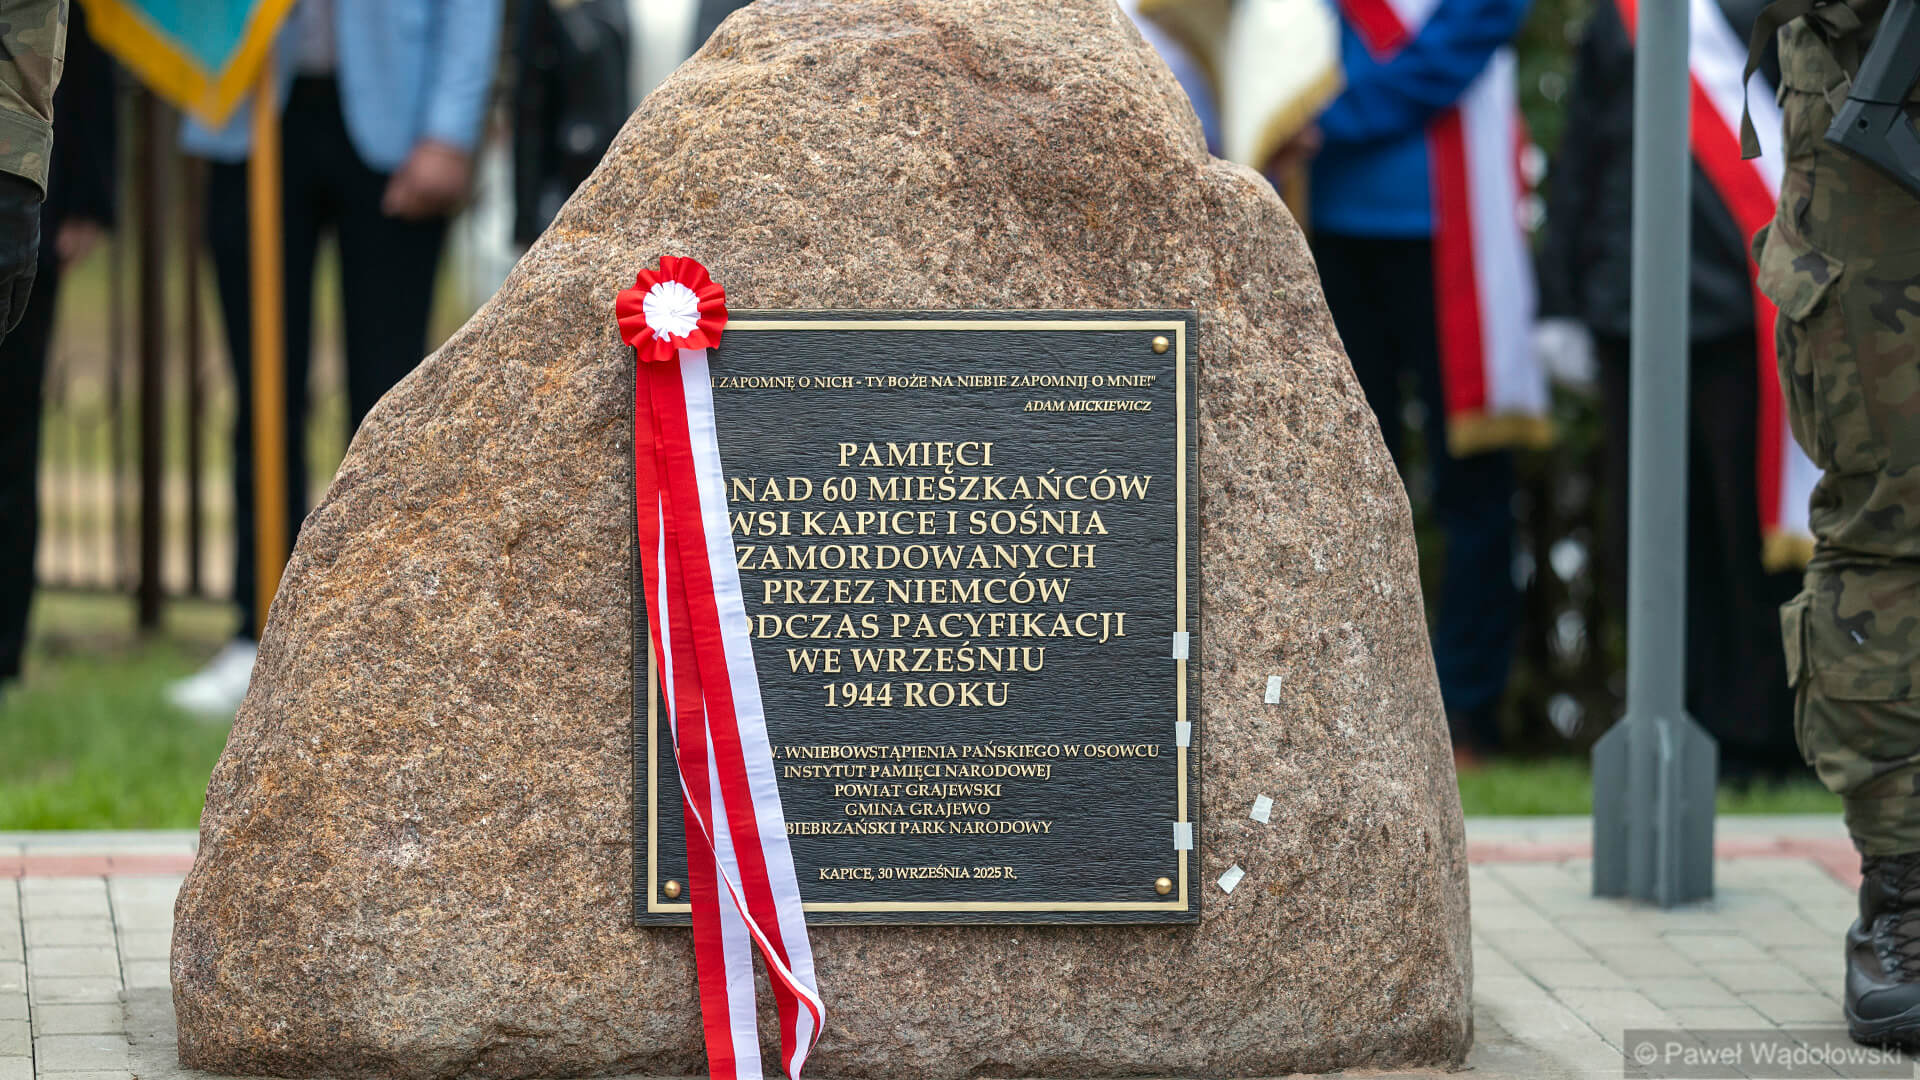 ZAPOMNĘ O NICH - TY BOŻE NA NIEBIE ZAPOMNIJ O MNIE!"
ADAM MICKIEWICZ
PAMIĘCI
60 MIESZKAŃCÓW
WSI KAPICE I SOŚNIA
ZAMORDOWANYCH
PRZEZ NIEMCÓW
PACYFIKACJI
WE WRZEŚNIU
1944 ROKU
WNIEBOWSTĄPIENIA PAŃSKIEGO W OSOWCU
INSTYTUT PAMIĘCI NARODOWEJ
POWIAT GRAJEWSKI
GMINA GRAJEWO
BIEBRZAŃSKI PARK NARODOWY
KAPICE, 30 WRZEŚNIA 2025 R.
© Paweł Wądołowski